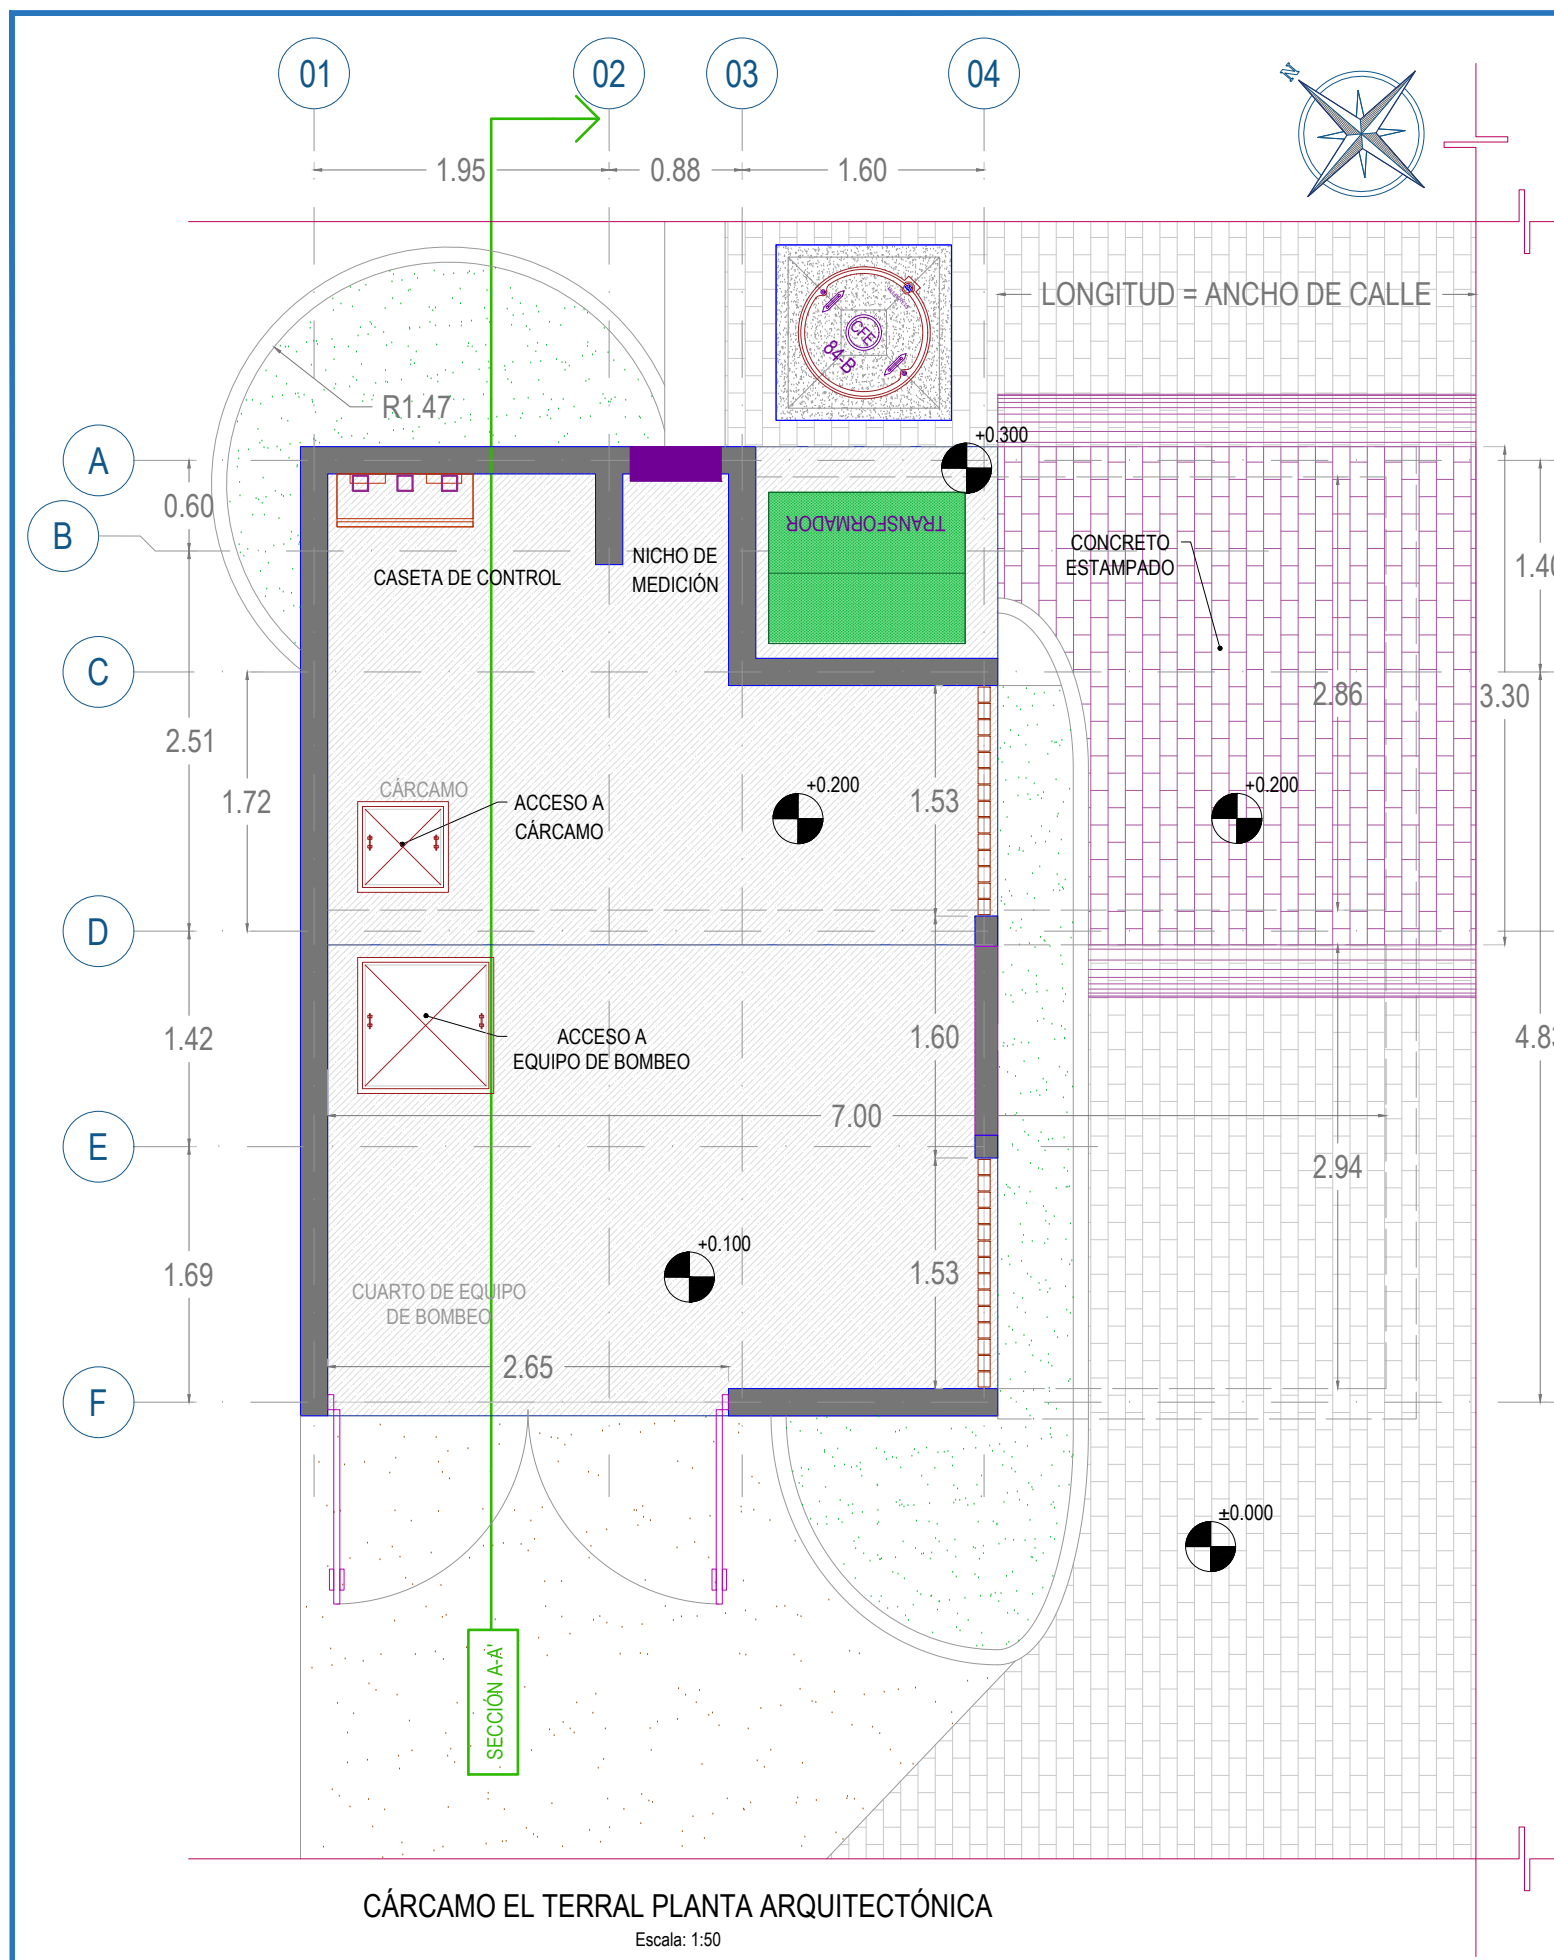 01
02
03
04
N
1.95
0.88
1.60
LONGITUD = ANCHO DE CALLE
CFE
84-B
R1.47
A
+0.300
0.60
TRANSFORMADOR
B
NICHO DE
MEDICIÓN
CONCRETO
ESTAMPADO
CASETA DE CONTROL
C
2.86
3.30
2.51
1.72
CÁRCAMO
ACCESO A
CÁRCAMO
+0.200
1.53
+0.200
D
1.42
ACCESO A
EQUIPO DE BOMBEO
1.60
7.00
E
2.94
+0.100
1.69
1.53
CUARTO DE EQUIPO
DE BOMBEO
2.65
F
±0.000
SECCIÓN A-A'
CÁRCAMO EL TERRAL PLANTA ARQUITECTÓNICA
Escala: 1:50